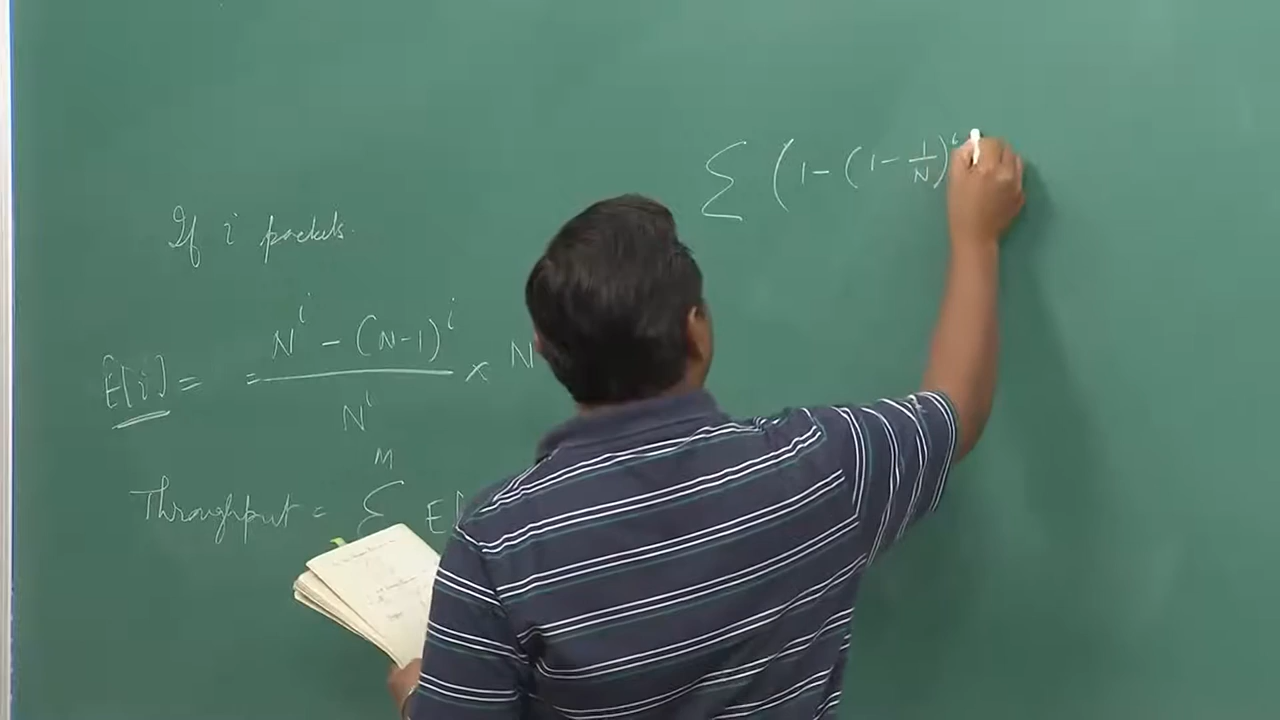 If i packets.
E[i] = = N^i - (N-1)^i / N^i × N
M
Throughput = Σ E[
Σ (1 - (1 - 1/N)^i